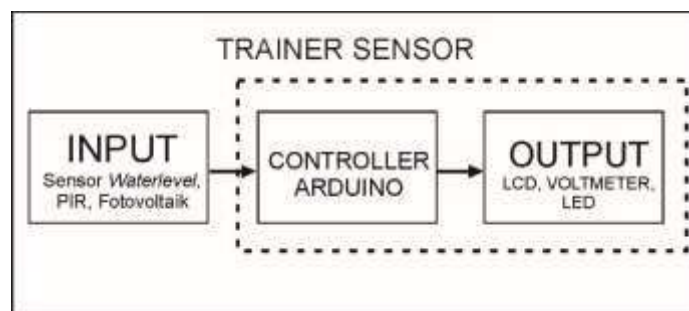 TRAINER SENSOR
INPUT
Sensor Waterlevel,
PIR, Fotovoltaik
CONTROLLER
ARDUINO
OUTPUT
LCD, VOLTMETER,
LED